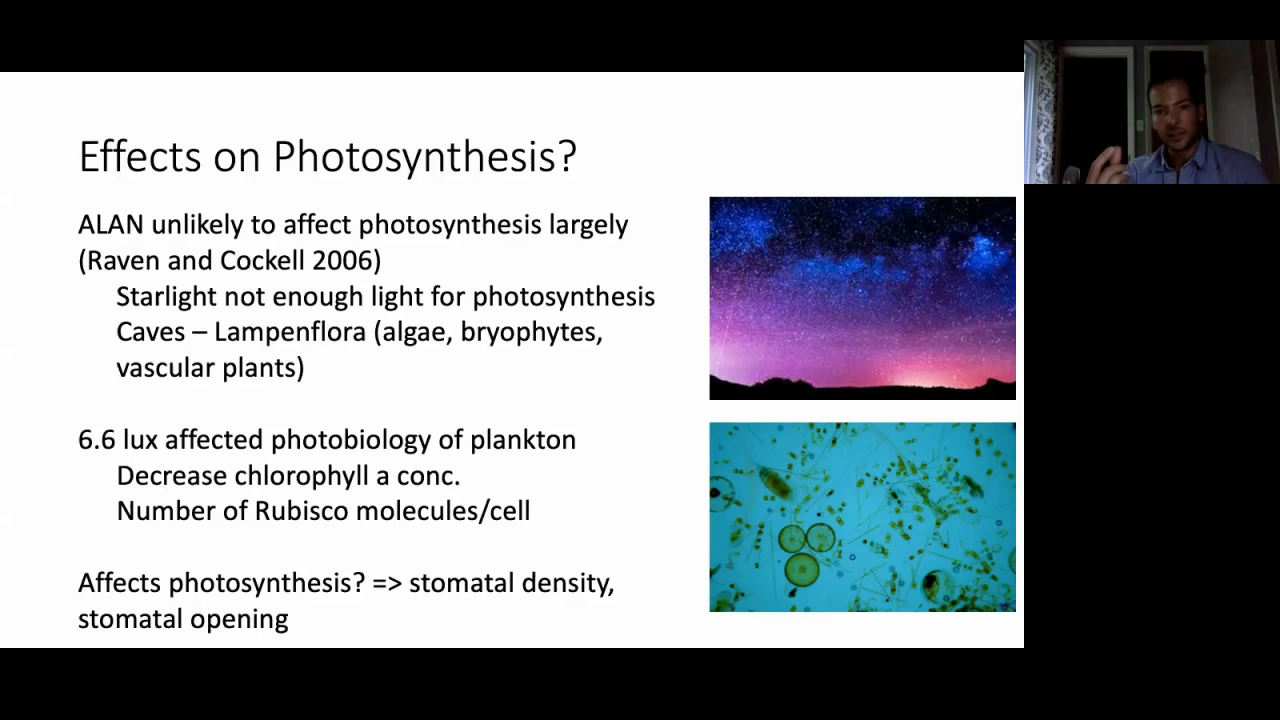 Effects on Photosynthesis?
ALAN unlikely to affect photosynthesis largely
(Raven and Cockell 2006)
Starlight not enough light for photosynthesis
Caves – Lampenflora (algae, bryophytes,
vascular plants)
6.6 lux affected photobiology of plankton
Decrease chlorophyll a conc.
Number of Rubisco molecules/cell
Affects photosynthesis? => stomatal density,
stomatal opening